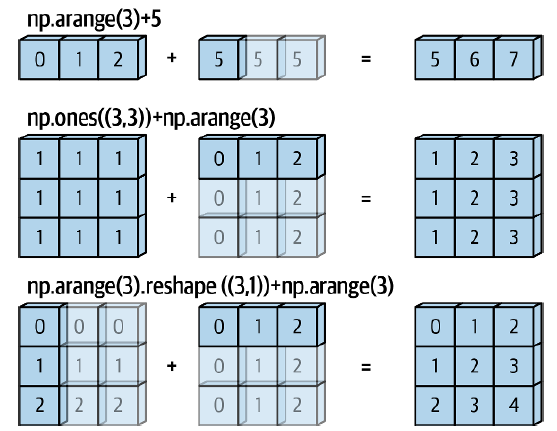 np.arange(3)+5
0 1 2 + 5 5 5 = 5 6 7
np.ones((3,3))+np.arange(3)
1 1 1 0 1 2 1 2 3
1 1 1 + 0 1 2 = 1 2 3
1 1 1 0 1 2 1 2 3
np.arange(3).reshape ((3,1))+np.arange(3)
0 0 0 0 1 2 0 1 2
1 1 1 + 0 1 2 = 1 2 3
2 2 2 0 1 2 2 3 4